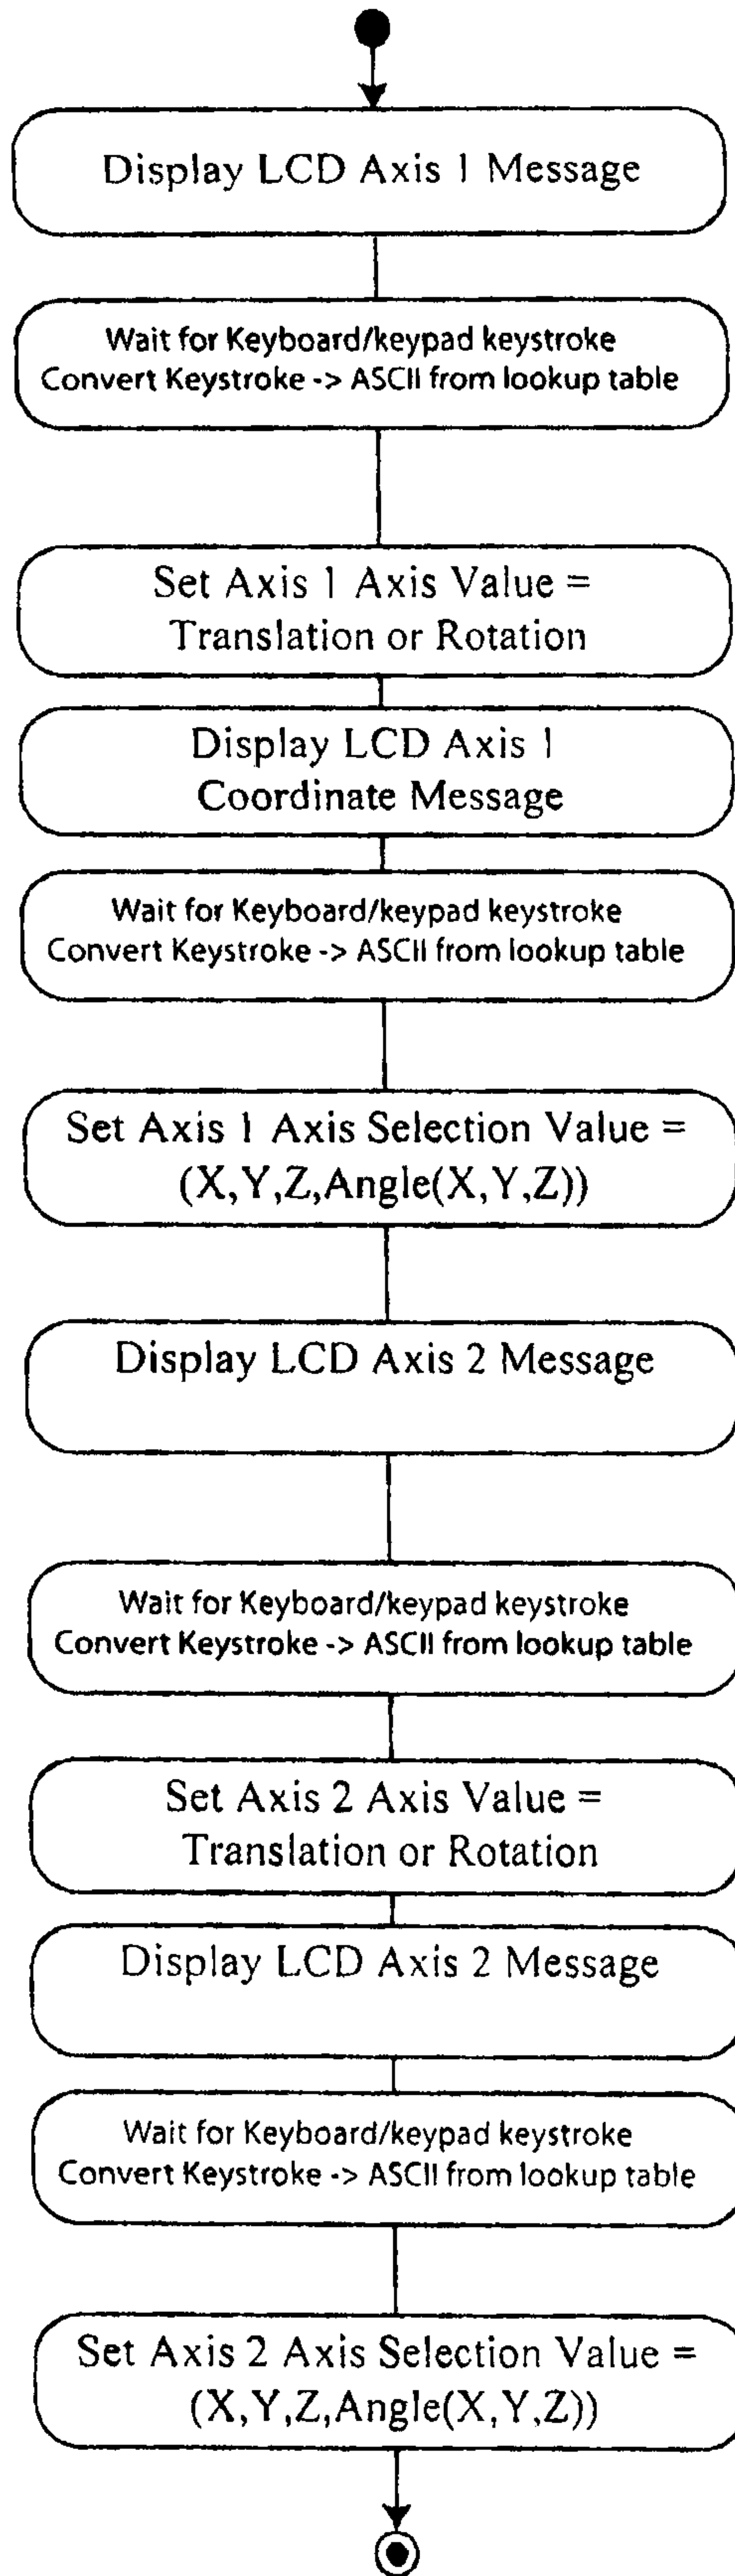 Display LCD Axis 1 Message
Wait for Keyboard/keypad keystroke
Convert Keystroke -> ASCII from lookup table
Set Axis 1 Axis Value =
Translation or Rotation
Display LCD Axis 1
Coordinate Message
Wait for Keyboard/keypad keystroke
Convert Keystroke -> ASCII from lookup table
Set Axis 1 Axis Selection Value =
(X,Y,Z,Angle(X,Y,Z))
Display LCD Axis 2 Message
Wait for Keyboard/keypad keystroke
Convert Keystroke -> ASCII from lookup table
Set Axis 2 Axis Value =
Translation or Rotation
Display LCD Axis 2 Message
Wait for Keyboard/keypad keystroke
Convert Keystroke -> ASCII from lookup table
Set Axis 2 Axis Selection Value =
(X,Y,Z,Angle(X,Y,Z))